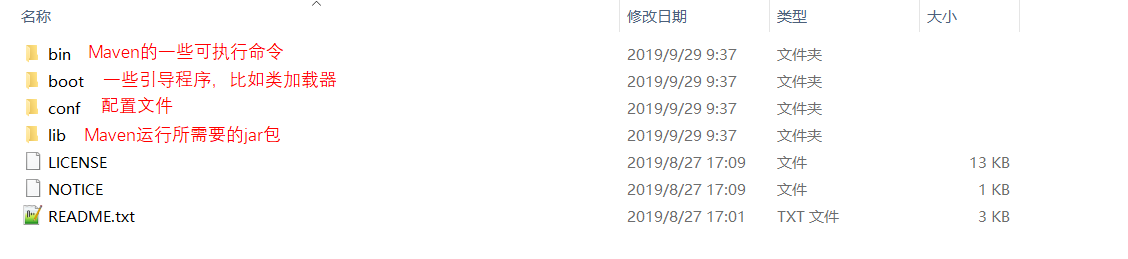 名称 修改日期 类型 大小
bin Maven的一些可执行命令 2019/9/29 9:37 文件夹
boot 一些引导程序，比如类加载器 2019/9/29 9:37 文件夹
conf 配置文件 2019/9/29 9:37 文件夹
lib Maven运行所需要的jar包 2019/9/29 9:37 文件夹
LICENSE 2019/8/27 17:09 文件 13 KB
NOTICE 2019/8/27 17:09 文件 1 KB
README.txt 2019/8/27 17:01 TXT 文件 3 KB